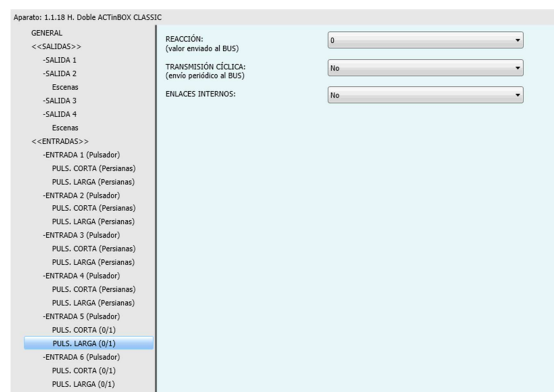 Aparato: 1.1.18 H. Doble ACTinBOX CLASSIC
GENERAL
<<SALIDAS>>
-SALIDA 1
-SALIDA 2
Escenas
-SALIDA 3
-SALIDA 4
Escenas
<<ENTRADAS>>
-ENTRADA 1 (Pulsador)
PULS. CORTA (Persianas)
PULS. LARGA (Persianas)
-ENTRADA 2 (Pulsador)
PULS. CORTA (Persianas)
PULS. LARGA (Persianas)
-ENTRADA 3 (Pulsador)
PULS. CORTA (Persianas)
PULS. LARGA (Persianas)
-ENTRADA 4 (Pulsador)
PULS. CORTA (Persianas)
PULS. LARGA (Persianas)
-ENTRADA 5 (Pulsador)
PULS. CORTA (0/1)
PULS. LARGA (0/1)
-ENTRADA 6 (Pulsador)
PULS. CORTA (0/1)
PULS. LARGA (0/1)
REACCIÓN:
(valor enviado al BUS)
0
TRANSMISIÓN CÍCLICA:
(envío periódico al BUS)
No
ENLACES INTERNOS:
No